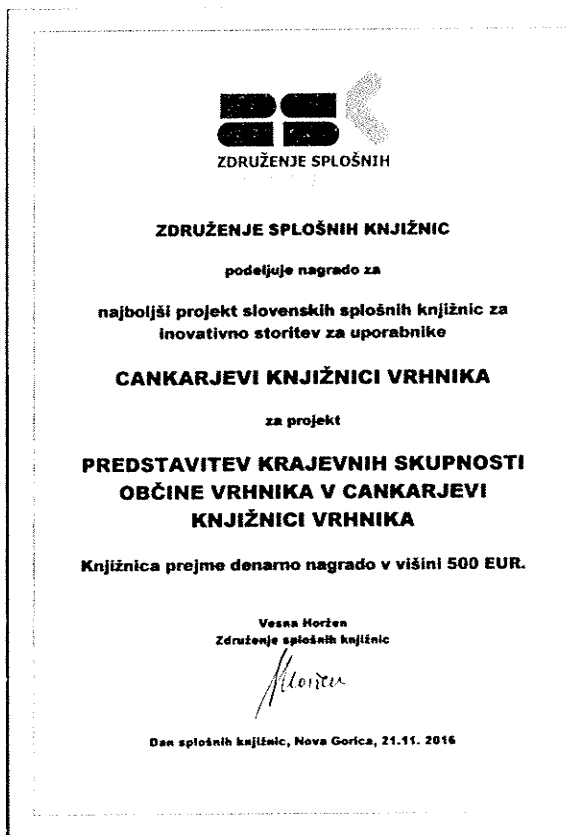 ZDRUŽENJE SPLOŠNIH
ZDRUŽENJE SPLOŠNIH KNJIŽNIC
podeljuje nagrado za
najboljši projekt slovenskih splošnih knjižnic za
inovativno storitev za uporabnike
CANKARJEVI KNJIŽNICI VRHNIKA
za projekt
PREDSTAVITEV KRAJEVNIH SKUPNOSTI
OBČINE VRHNIKA V CANKARJEVI
KNJIŽNICI VRHNIKA
Knjižnica prejme denarno nagrado v višini 500 EUR.
Vesna Horžen
Združenje splošnih knjižnic
Horžen
Dan splošnih knjižnic, Nova Gorica, 21.11. 2016